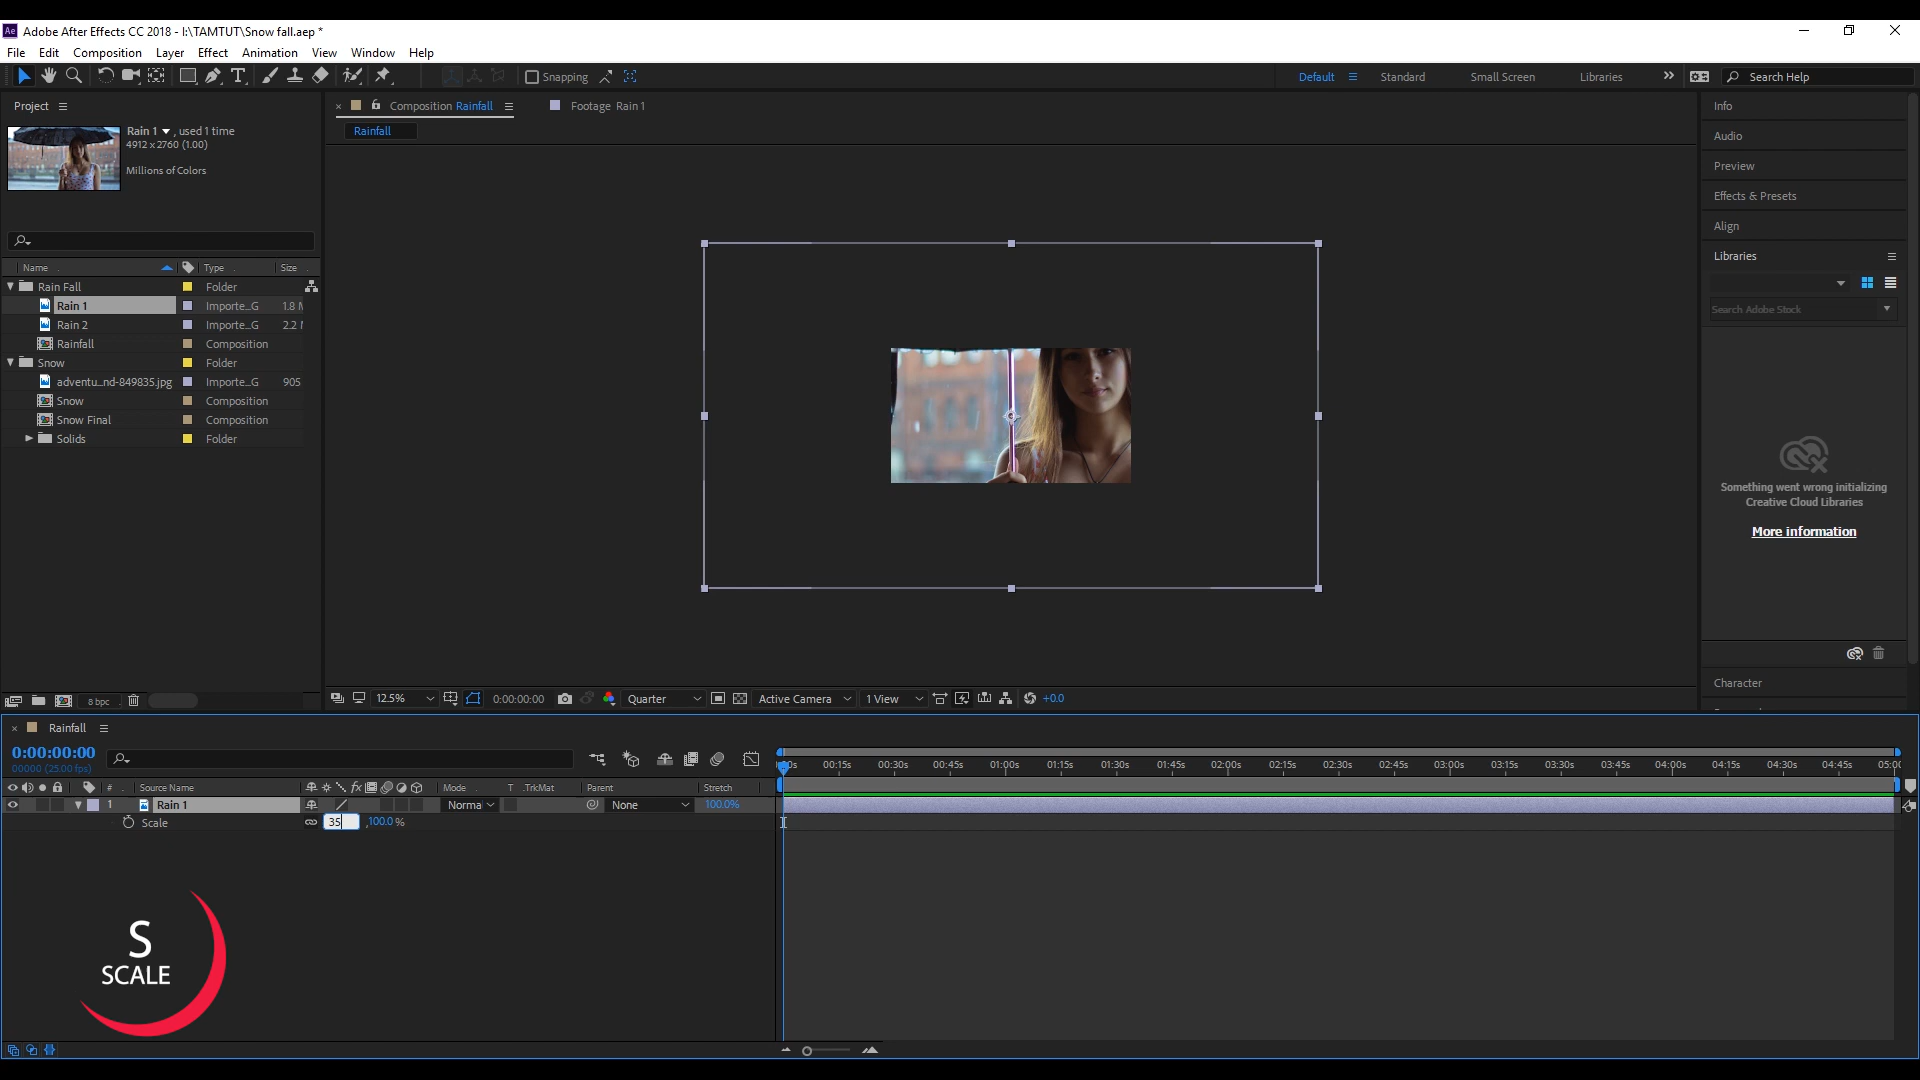 Ae Adobe After Effects CC 2018 - I:\TAMTUT\Snow fall.aep *
File Edit Composition Layer Effect Animation View Window Help
T Snapping Default Standard Small Screen Libraries Search Help
Project
Rain 1 , used 1 time
4912 x 2760 (1.00)
Millions of Colors
Name Type Size
Rain Fall Folder
Rain 1 Importe...G 1.8 M
Rain 2 Importe...G 2.2
Rainfall Composition
Snow Folder
adventu...nd-849835.jpg Importe...G 905
Snow Composition
Snow Final Composition
Solids Folder
8 bpc
Composition Rainfall Footage Rain 1
Rainfall
12.5% 0:00:00:00 Quarter Active Camera 1 View +0.0
Info
Audio
Preview
Effects & Presets
Align
Libraries
Search Adobe Stock
Something went wrong initializing
Creative Cloud Libraries
More information
Character
Rainfall
0:00:00:00
00000 (25.00 fps)
00:15s 00:30s 00:45s 01:00s 01:15s 01:30s 01:45s 02:00s 02:15s 02:30s 02:45s 03:00s 03:15s 03:30s 03:45s 04:00s 04:15s 04:30s 04:45s 05:00
# Source Name fx Mode T .TrkMat Parent Stretch
1 Rain 1 Norma None 100.0%
Scale 35 ,100.0 %
S
SCALE